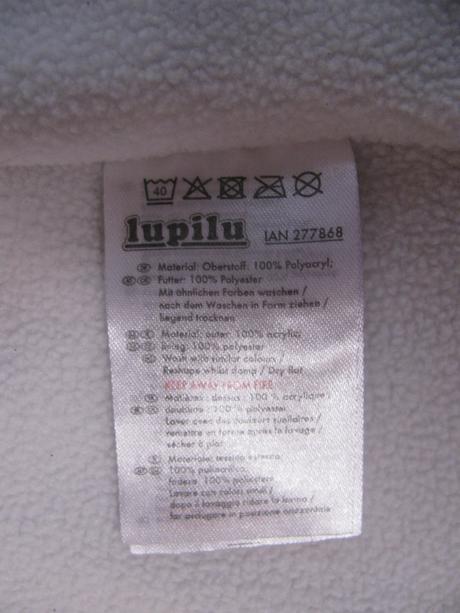 40
lupilu IAN 277868
Material: Oberstoff: 100% Polyacryl;
Futter: 100% Polyester
Mit ähnlichen Farben waschen /
nach dem Waschen in Form ziehen /
liegend trocknen
Material: outer: 100% acrylic;
lining: 100% polyester
Wash with similar colours /
Reshape whilst damp / Dry flat
KEEP AWAY FROM FIRE
Matières: dessus: 100 % acrylique;
doublure: 100 % polyester
Laver avec des couleurs similaires /
remettre en forme après le lavage /
sécher à plat
Materiale: tessuto esterno:
100% poliacrilico,
fodera: 100% poliestere
Lavare con colori simili /
dopo il lavaggio ridare la forma /
far asciugare in posizione orizzontale